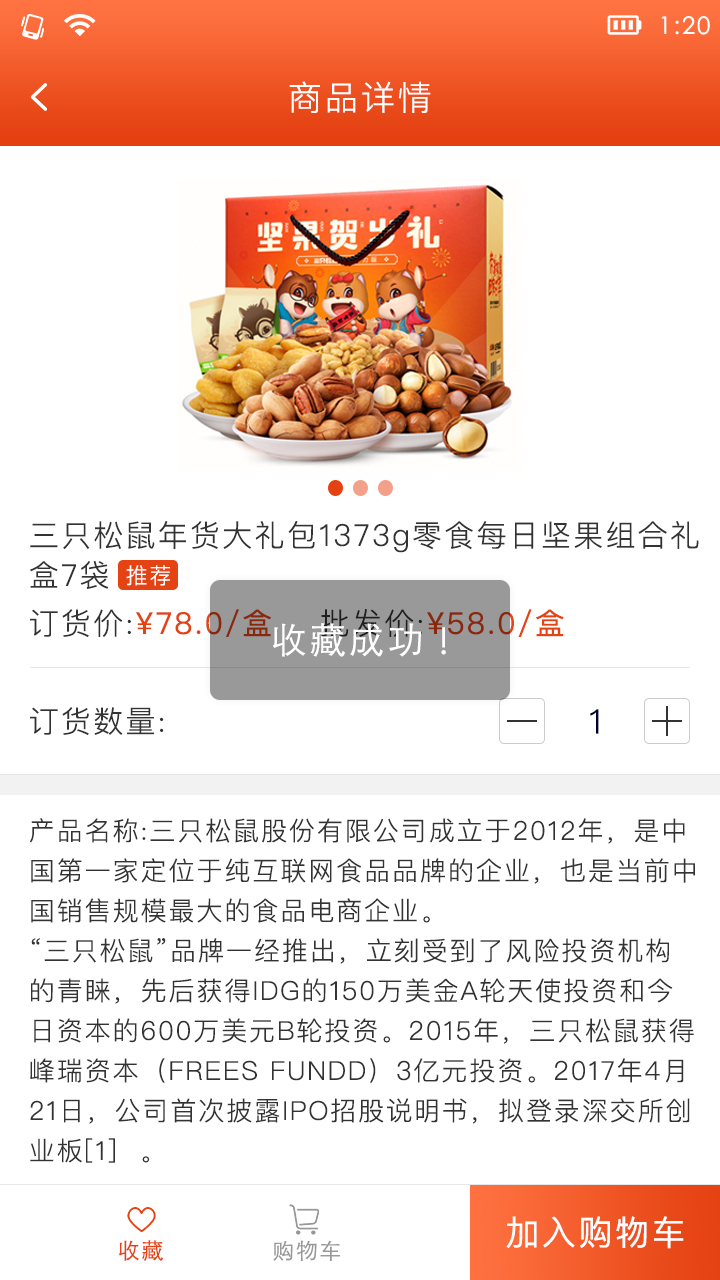 1:20
商品详情
坚果贺岁礼
三只松鼠年货大礼包1373g零食每日坚果组合礼
盒7袋 推荐
订货价:¥78.0/盒 批发价:¥58.0/盒
收藏成功！
订货数量: 1
产品名称:三只松鼠股份有限公司成立于2012年，是中
国第一家定位于纯互联网食品品牌的企业，也是当前中
国销售规模最大的食品电商企业。
“三只松鼠”品牌一经推出，立刻受到了风险投资机构
的青睐，先后获得IDG的150万美金A轮天使投资和今
日资本的600万美元B轮投资。2015年，三只松鼠获得
峰瑞资本（FREES FUNDD）3亿元投资。2017年4月
21日，公司首次披露IPO招股说明书，拟登录深交所创
业板[1] 。
收藏 购物车 加入购物车